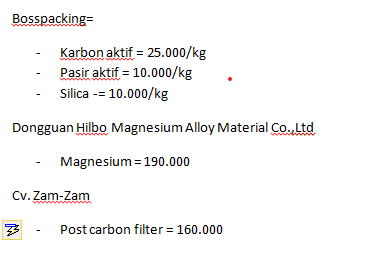 Bosspacking=
- Karbon aktif = 25.000/kg
- Pasir aktif = 10.000/kg
- Silica -= 10.000/kg
Dongguan Hilbo Magnesium Alloy Material Co.,Ltd
- Magnesium = 190.000
Cv. Zam-Zam
- Post carbon filter = 160.000